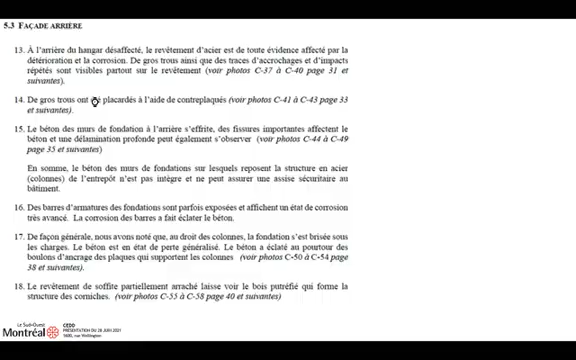 5.3 FAÇADE ARRIÈRE
13. À l'arrière du hangar désaffecté, le revêtement d'acier est de toute évidence affecté par la
détérioration et la corrosion. De gros trous ainsi que des traces d'accrochages et d'impacts
répétés sont visibles partout sur le revêtement (voir photos C-37 à C-40 page 31 et
suivantes).
14. De gros trous ont été placardés à l'aide de contreplaqués (voir photos C-41 à C-43 page 33
et suivantes).
15. Le béton des murs de fondation à l'arrière s'effrite, des fissures importantes affectent le
béton et une délamination profonde peut également s'observer (voir photos C-44 à C-49
page 35 et suivantes)
En somme, le béton des murs de fondations sur lesquels reposent la structure en acier
(colonnes) de l'entrepôt n'est pas intègre et ne peut assurer une assise sécuritaire au
bâtiment.
16. Des barres d'armatures des fondations sont parfois exposées et affichent un état de corrosion
très avancé. La corrosion des barres a fait éclater le béton.
17. De façon générale, nous avons noté que, au droit des colonnes, la fondation s'est brisée sous
les charges. Le béton est en état de perte généralisé. Le béton a éclaté au pourtour des
boulons d'ancrage des plaques qui supportent les colonnes (voir photos C-50 à C-54 page
38 et suivantes).
18. Le revêtement de soffite partiellement arraché laisse voir le bois putréfié qui forme la
structure des corniches. (voir photos C-55 à C-58 page 40 et suivantes)
Le Sud-Ouest
Montréal
CEDD
PRÉSENTATION DU 28 JUIN 2021
1600, rue Wellington